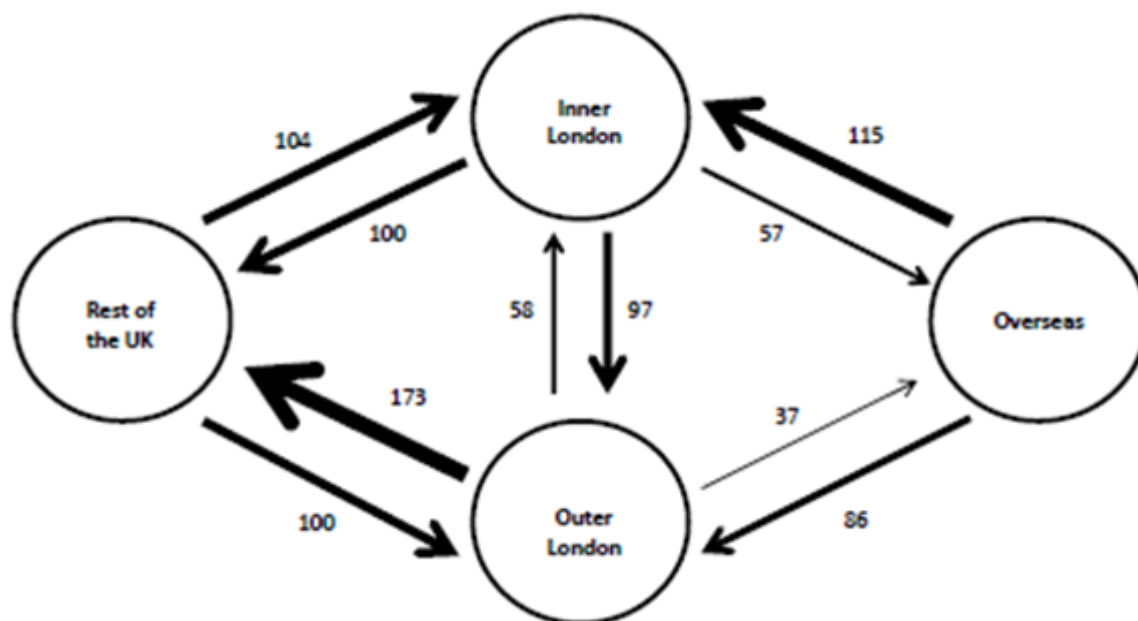 Inner
London
104
115
100
57
Rest of
the UK
58
97
Overseas
173
37
100
Outer
London
86